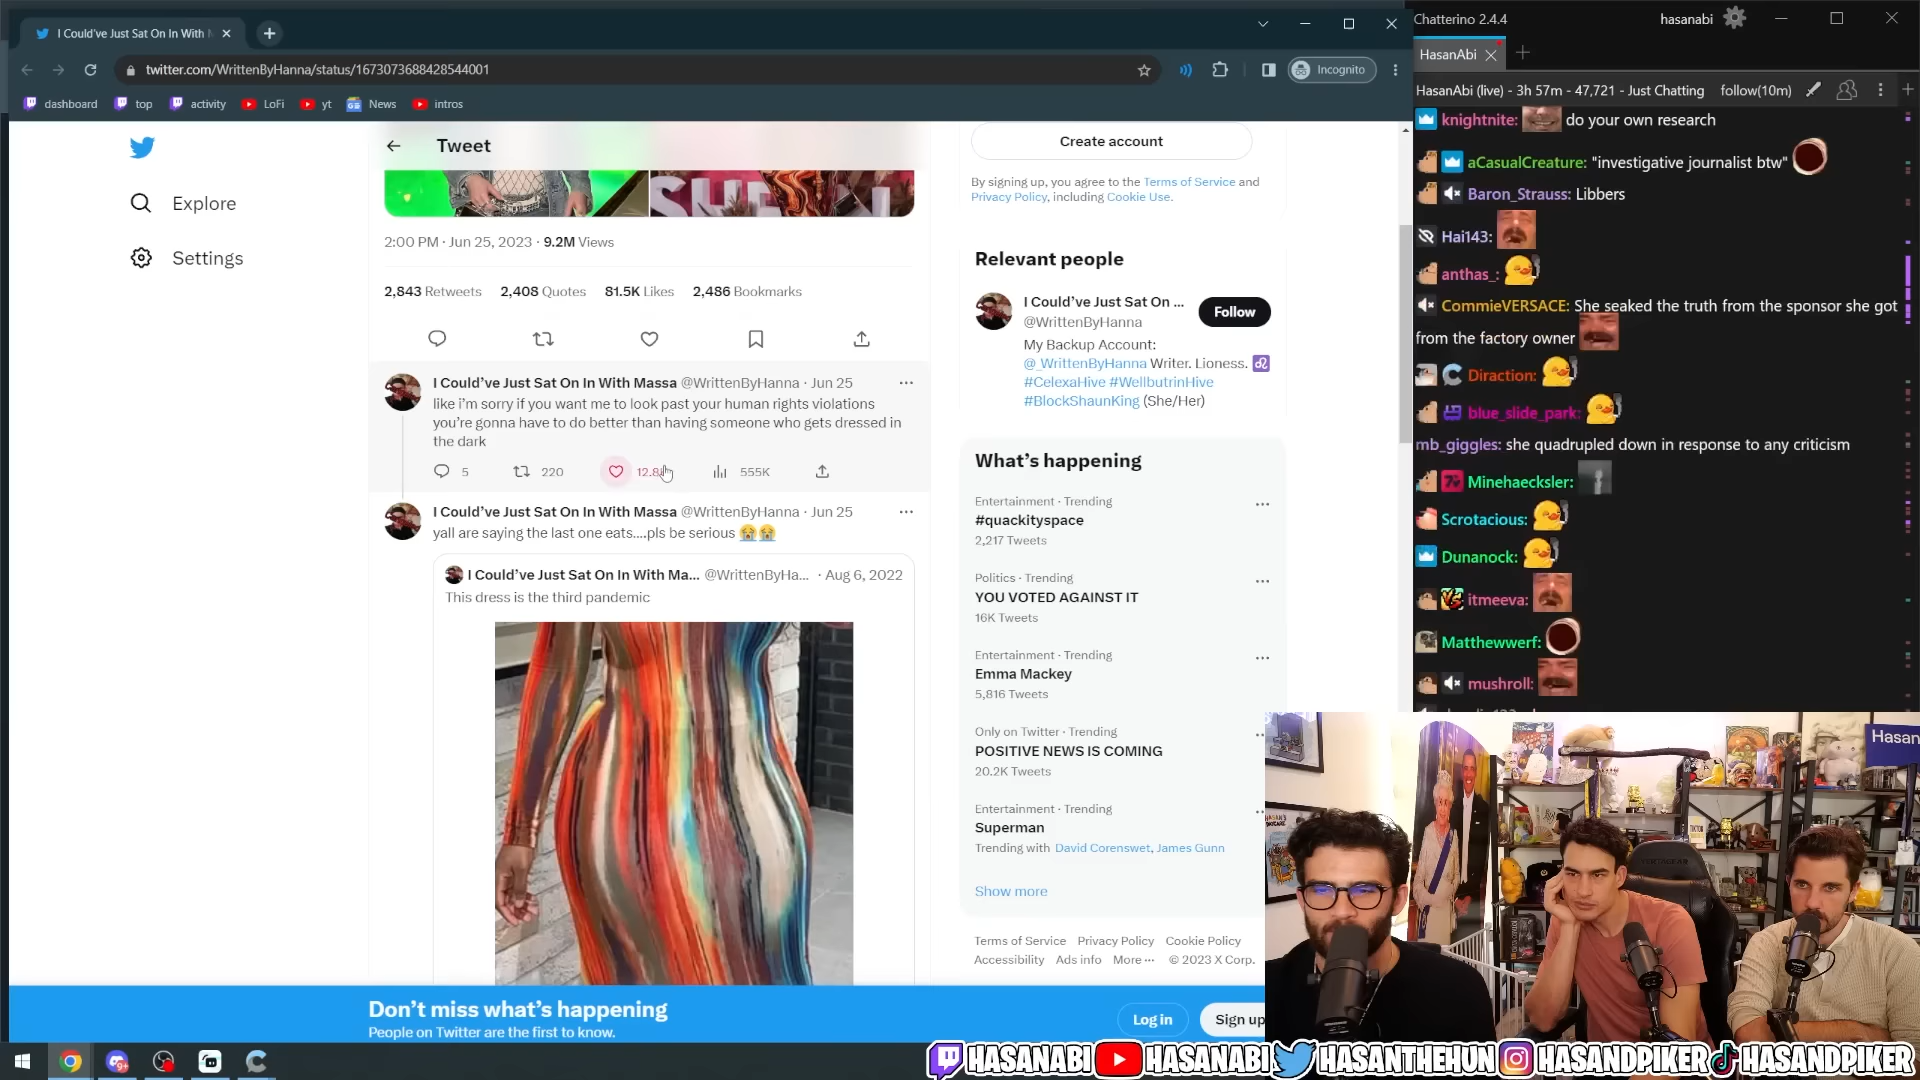 I Could've Just Sat On In With
twitter.com/WrittenByHanna/status/1673073688428544001
Incognito
dashboard
top
activity
LoFi
yt
News
intros
Explore
Settings
Tweet
SHEIN
2:00 PM · Jun 25, 2023 · 9.2M Views
2,843 Retweets 2,408 Quotes 81.5K Likes 2,486 Bookmarks
I Could've Just Sat On In With Massa @WrittenByHanna · Jun 25
like i'm sorry if you want me to look past your human rights violations
you're gonna have to do better than having someone who gets dressed in
the dark
5
220
12.8
555K
I Could've Just Sat On In With Massa @WrittenByHanna · Jun 25
yall are saying the last one eats....pls be serious 😭😭
I Could've Just Sat On In With Ma... @WrittenByHa... · Aug 6, 2022
This dress is the third pandemic
Create account
By signing up, you agree to the Terms of Service and
Privacy Policy, including Cookie Use.
Relevant people
I Could've Just Sat On ...
@WrittenByHanna
Follow
My Backup Account:
@_WrittenByHanna Writer. Lioness. ♌
#CelexaHive #WellbutrinHive
#BlockShaunKing (She/Her)
What's happening
Entertainment · Trending
#quackityspace
2,217 Tweets
Politics · Trending
YOU VOTED AGAINST IT
16K Tweets
Entertainment · Trending
Emma Mackey
5,816 Tweets
Only on Twitter · Trending
POSITIVE NEWS IS COMING
20.2K Tweets
Entertainment · Trending
Superman
Trending with David Corenswet, James Gunn
Show more
Terms of Service Privacy Policy Cookie Policy
Accessibility Ads info More ··· © 2023 X Corp.
Don't miss what's happening
People on Twitter are the first to know.
Log in
Sign up
Chatterino 2.4.4
hasanabi
HasanAbi
HasanAbi (live) - 3h 57m - 47,721 - Just Chatting
follow(10m)
knightnite: do your own research
aCasualCreature: "investigative journalist btw"
Baron_Strauss: Libbers
Hai143:
anthas_:
CommieVERSACE: She seaked the truth from the sponsor she got
from the factory owner
Diraction:
blue_slide_park:
mb_giggles: she quadrupled down in response to any criticism
Minehaecksler:
Scrotacious:
Dunanock:
itmeeva:
Matthewwerf:
mushroll:
Hasan
HASANABI HASANABI HASANTHEHUN HASANDPIKER HASANDPIKER